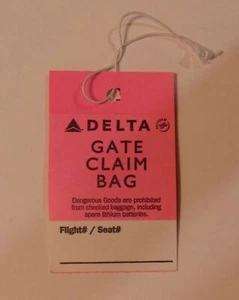 DELTA
GATE
CLAIM
BAG
Dangerous Goods are prohibited
from checked baggage, including
spare lithium batteries.
Flight# / Seat#